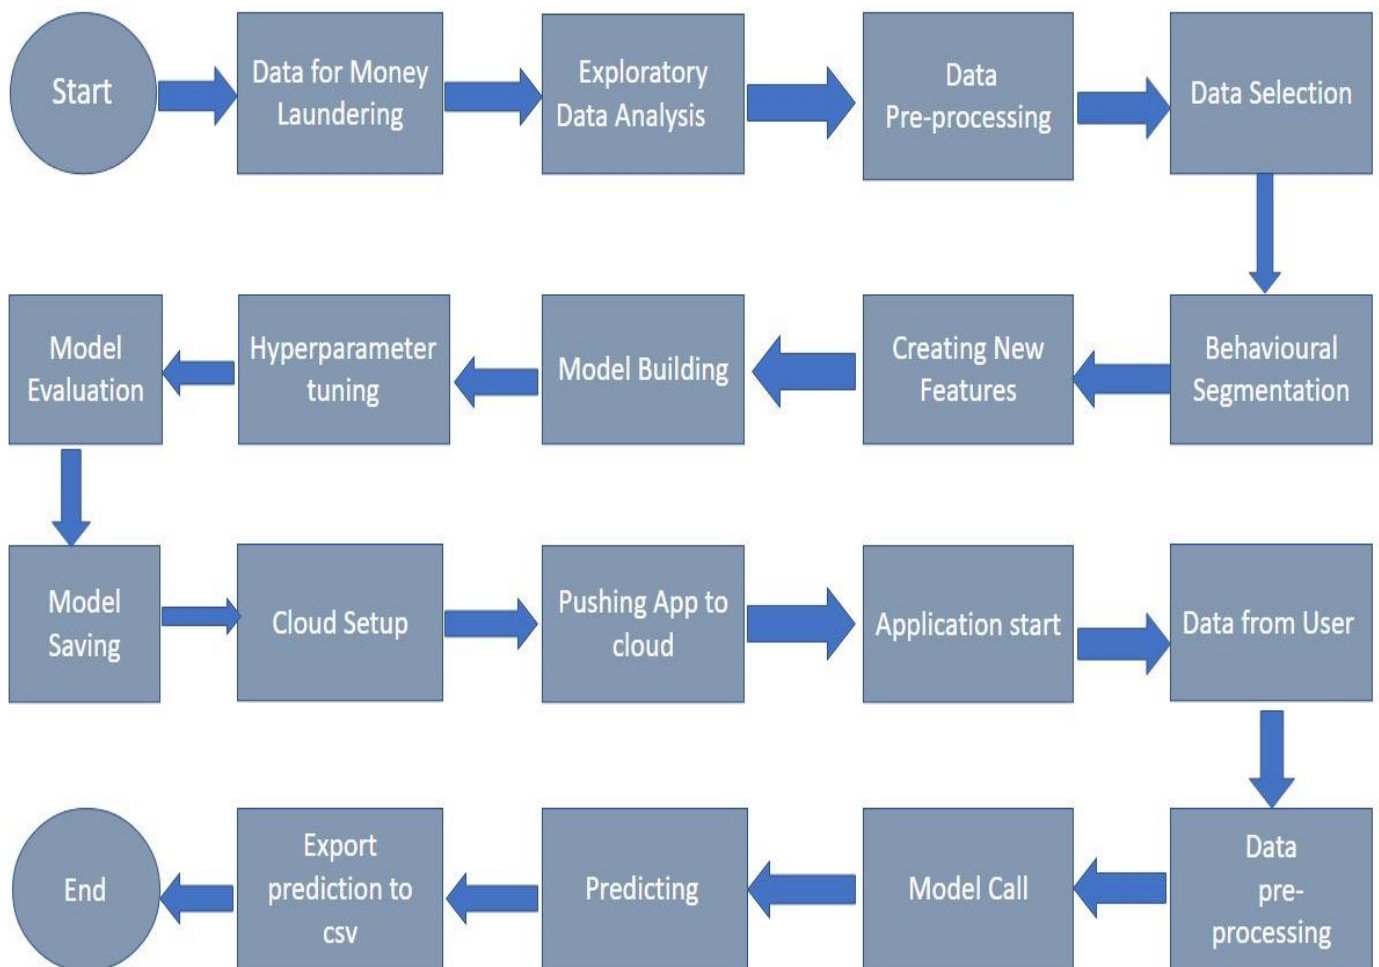 Start
Data for Money
Laundering
Exploratory
Data Analysis
Data
Pre-processing
Data Selection
Behavioural
Segmentation
Creating New
Features
Model Building
Hyperparameter
tuning
Model
Evaluation
Model
Saving
Cloud Setup
Pushing App to
cloud
Application start
Data from User
Data
pre-
processing
Model Call
Predicting
Export
prediction to
csv
End